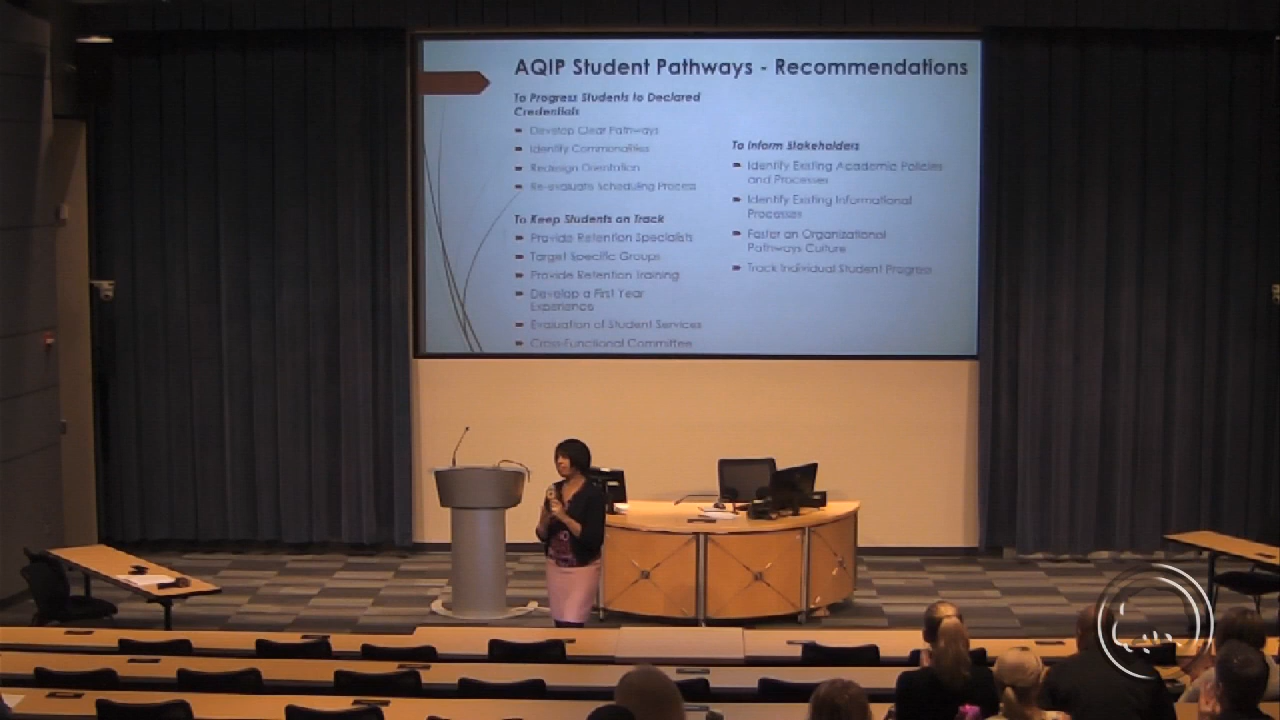 AQIP Student Pathways - Recommendations
To Progress Students to Declared
Credentials
Develop Clear Pathways
Identify Commonalities
Redesign Orientation
Re-evaluate Scheduling Process
To Keep Students on Track
Provide Retention Specialists
Target Specific Groups
Provide Retention Training
Develop a First Year
Experience
Evaluation of Student Services
Cross-Functional Committee
To Inform Stakeholders
Identify Existing Academic Policies
and Processes
Identify Existing Informational
Processes
Foster an Organizational
Pathways Culture
Track Individual Student Progress